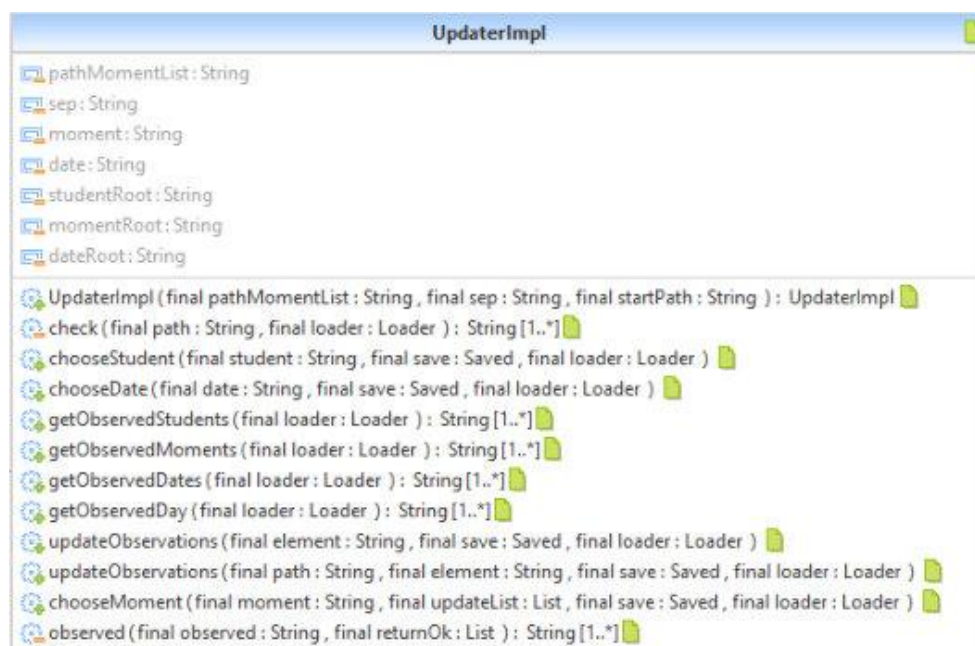 UpdaterImpl
pathMomentList : String
sep : String
moment : String
date : String
studentRoot : String
momentRoot : String
dateRoot : String
UpdaterImpl ( final pathMomentList : String , final sep : String , final startPath : String ) : UpdaterImpl
check ( final path : String , final loader : Loader ) : String [1..*]
chooseStudent ( final student : String , final save : Saved , final loader : Loader )
chooseDate ( final date : String , final save : Saved , final loader : Loader )
getObservedStudents ( final loader : Loader ) : String [1..*]
getObservedMoments ( final loader : Loader ) : String [1..*]
getObservedDates ( final loader : Loader ) : String [1..*]
getObservedDay ( final loader : Loader ) : String [1..*]
updateObservations ( final element : String , final save : Saved , final loader : Loader )
updateObservations ( final path : String , final element : String , final save : Saved , final loader : Loader )
chooseMoment ( final moment : String , final updateList : List , final save : Saved , final loader : Loader )
observed ( final observed : String , final returnOk : List ) : String [1..*]